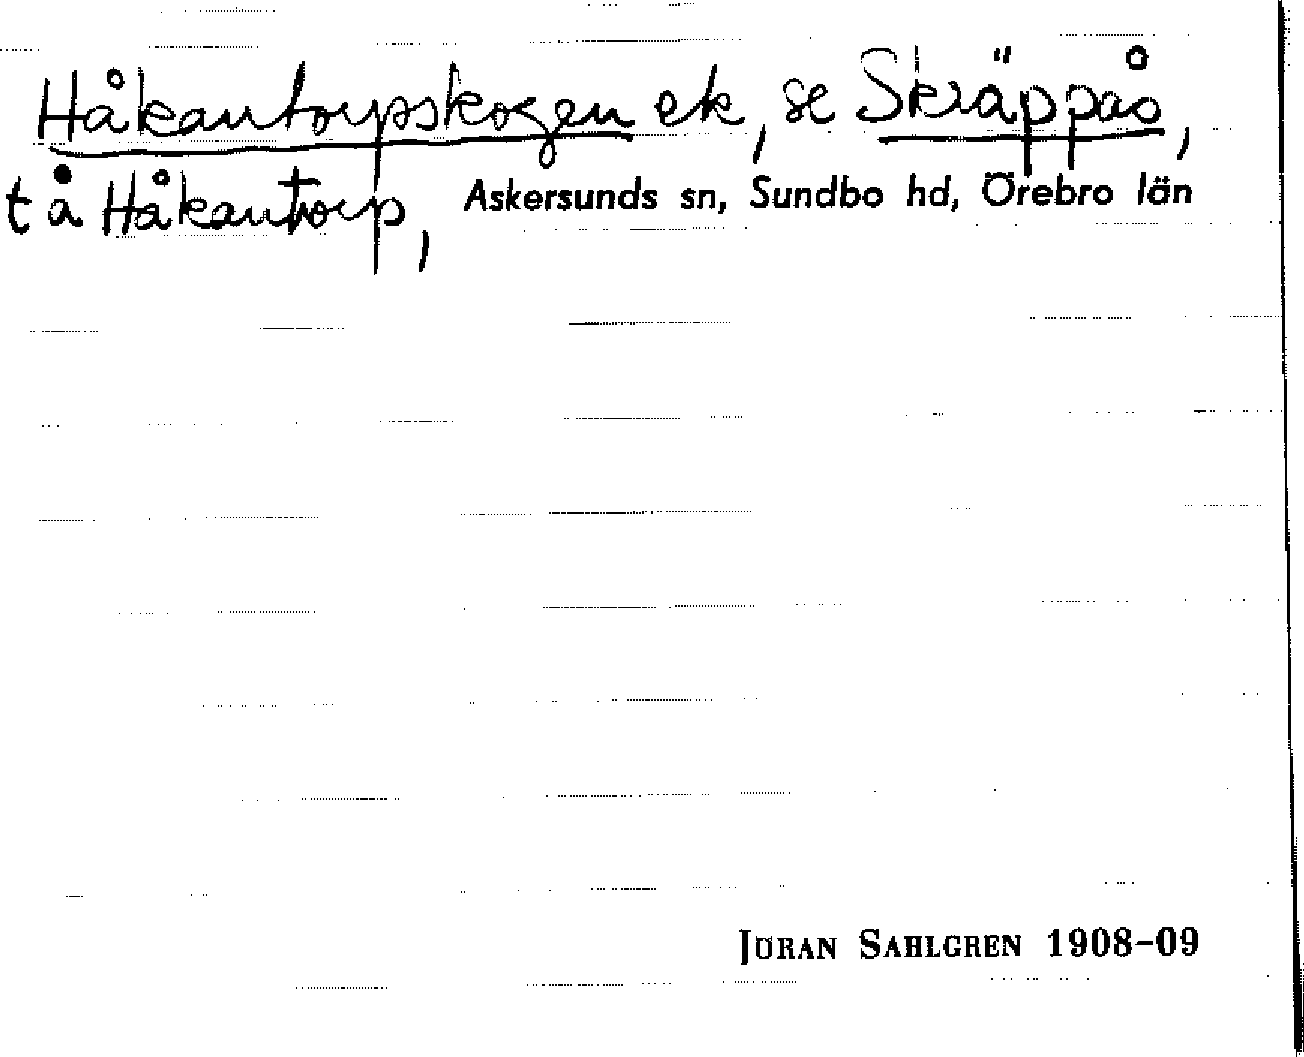 Håkantorpskogen ek, se Skräppås,
t å Håkantorp, Askersunds sn, Sundbo hd, Örebro län
JÖRAN SAHLGREN 1908-09